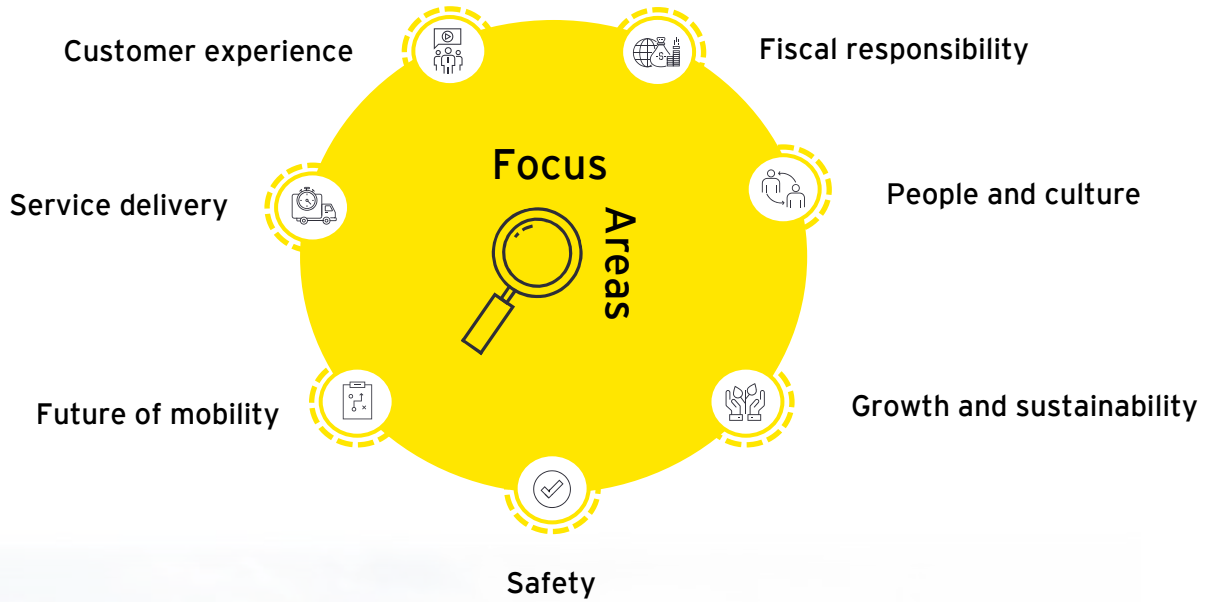 Customer experience
Fiscal responsibility
Focus
Areas
Service delivery
People and culture
Future of mobility
Growth and sustainability
Safety